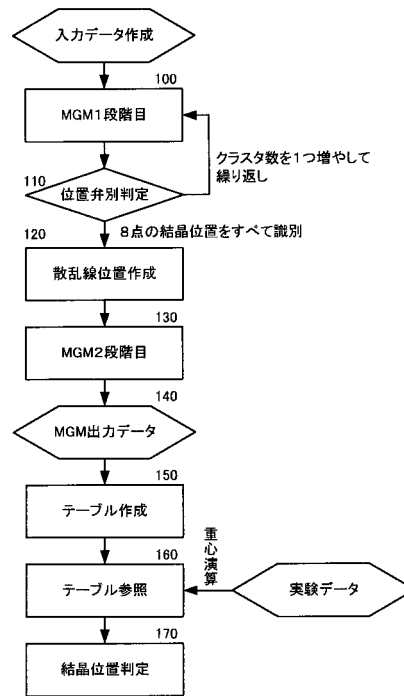 入力データ作成
100
MGM1段階目
クラスタ数を1つ増やして
繰り返し
110
位置弁別判定
120
8点の結晶位置をすべて識別
散乱線位置作成
130
MGM2段階目
140
MGM出力データ
150
テーブル作成
重心演算
160
テーブル参照
実験データ
170
結晶位置判定